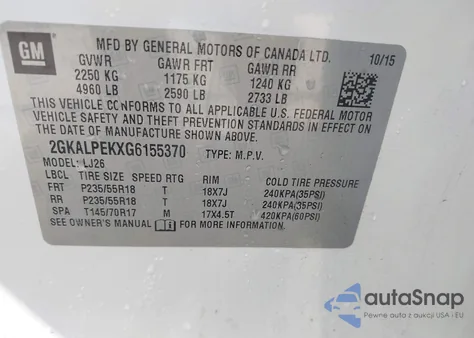 GM
MFD BY GENERAL MOTORS OF CANADA LTD.
10/15
GVWR GAWR FRT GAWR RR
2250 KG 1175 KG 1240 KG
4960 LB 2590 LB 2733 LB
THIS VEHICLE CONFORMS TO ALL APPLICABLE U.S. FEDERAL MOTOR
VEHICLE SAFETY AND THEFT PREVENTION STANDARDS IN EFFECT ON
THE DATE OF MANUFACTURE SHOWN ABOVE.
2GKALPEKXG6155370 TYPE: M.P.V.
MODEL: LJ26
LBCL TIRE SIZE SPEED RTG RIM COLD TIRE PRESSURE
FRT P235/55R18 T 18X7J 240KPA(35PSI)
RR P235/55R18 T 18X7J 240KPA(35PSI)
SPA T145/70R17 M 17X4.5T 420KPA(60PSI)
SEE OWNER'S MANUAL FOR MORE INFORMATION
autoSnap
Pewne auta z aukcji USA i EU